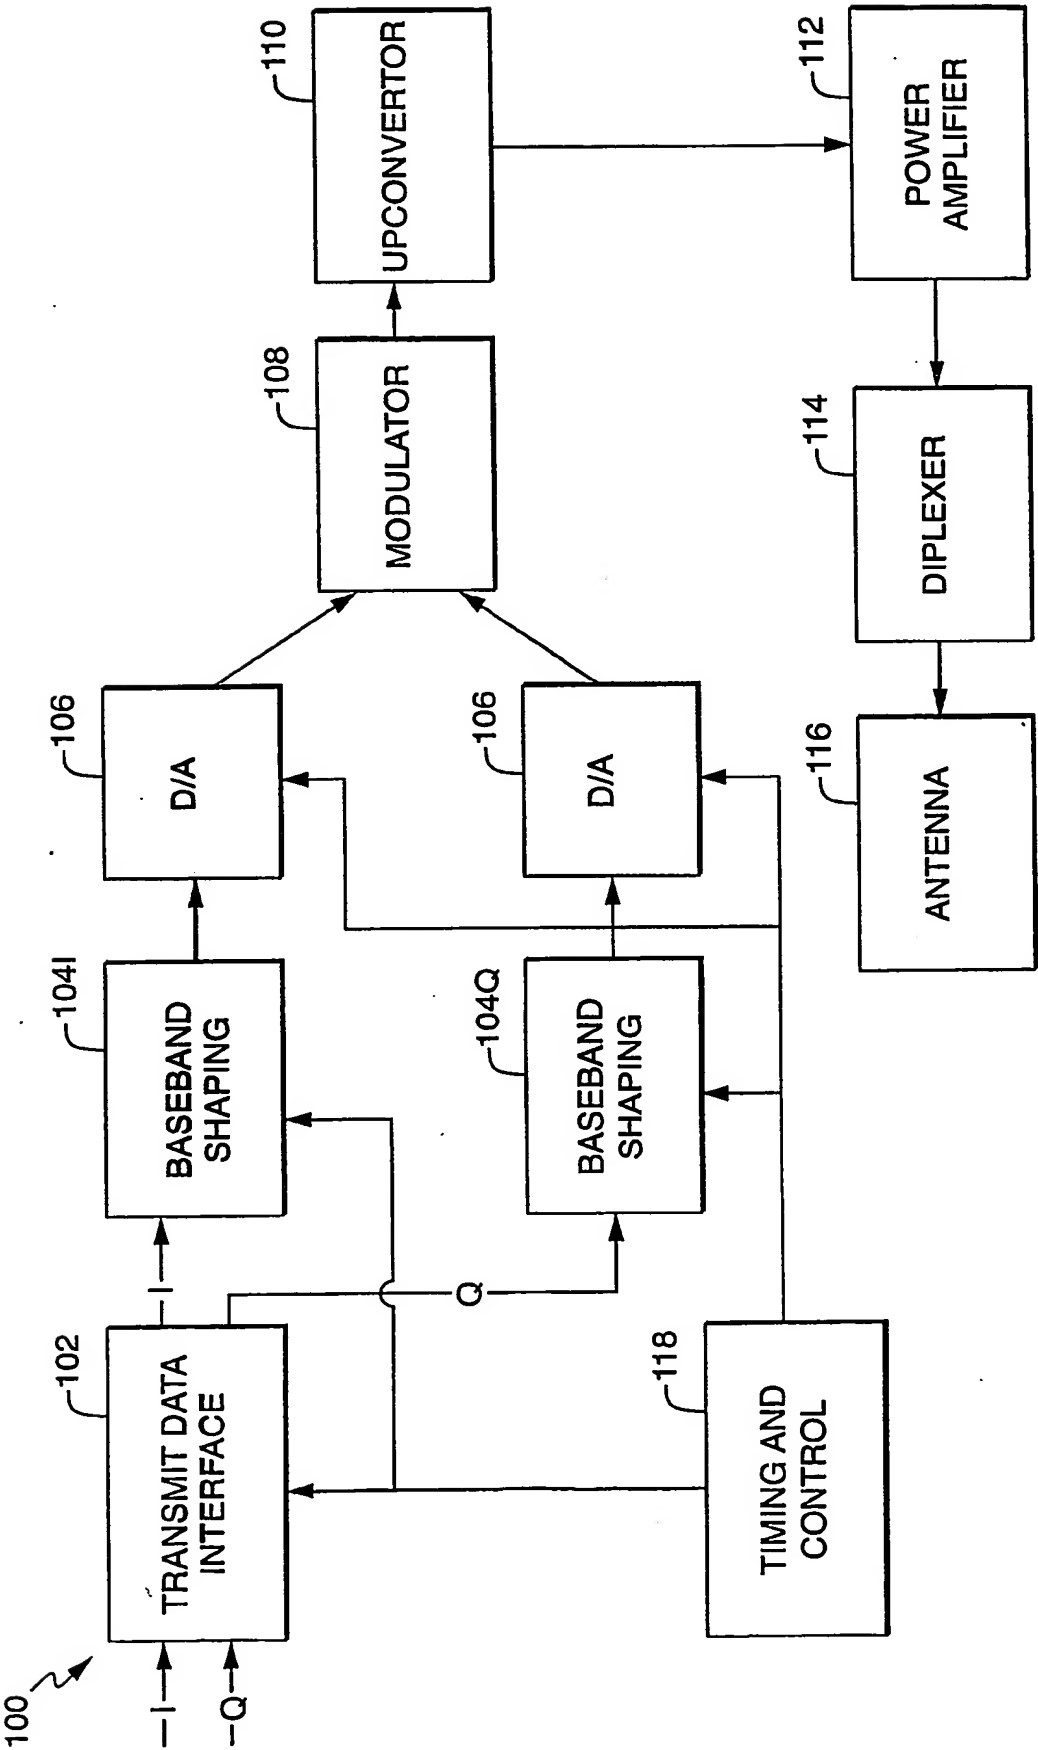 100
I
Q
102
TRANSMIT DATA
INTERFACE
I
Q
104I
BASEBAND
SHAPING
106
D/A
104Q
BASEBAND
SHAPING
106
D/A
108
MODULATOR
110
UPCONVERTOR
118
TIMING AND
CONTROL
116
ANTENNA
114
DIPLEXER
112
POWER
AMPLIFIER